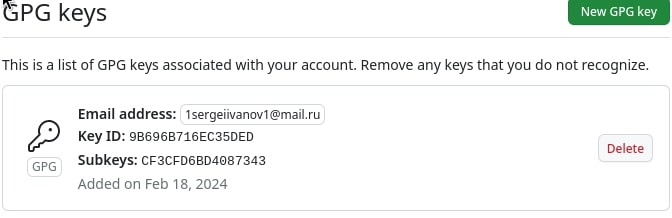 GPG keys
New GPG key
This is a list of GPG keys associated with your account. Remove any keys that you do not recognize.
Email address: 1sergeiivanov1@mail.ru
Key ID: 9B696B716EC35DED
Subkeys: CF3CFD6BD4087343
Added on Feb 18, 2024
GPG
Delete